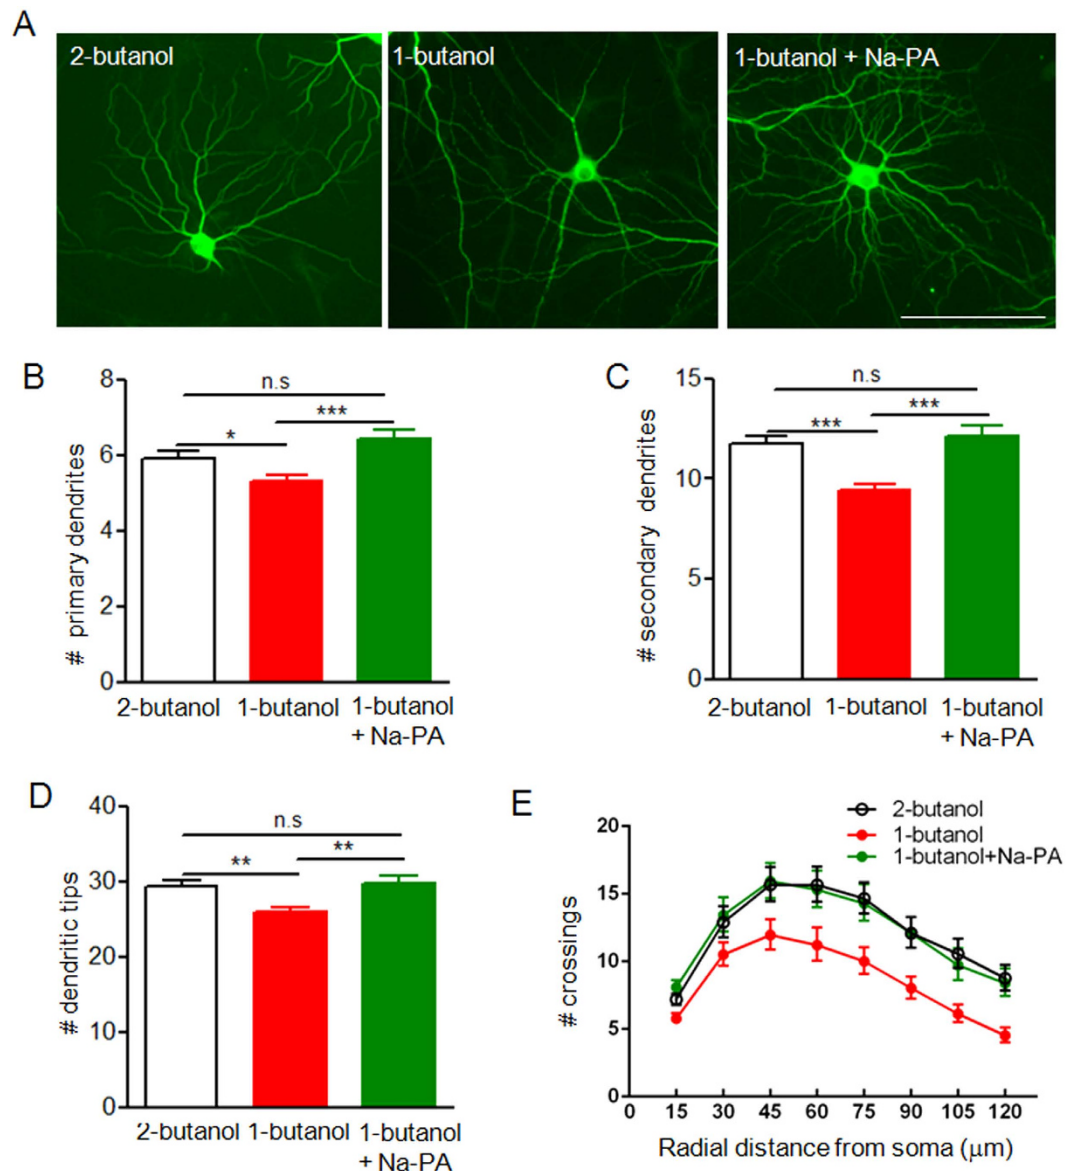 A
2-butanol
1-butanol
1-butanol + Na-PA
B
# primary dendrites
8
6
4
2
0
n.s
***
*
2-butanol
1-butanol
1-butanol
+ Na-PA
C
# secondary dendrites
15
10
5
0
n.s
***
***
2-butanol
1-butanol
1-butanol
+ Na-PA
D
# dendritic tips
40
30
20
10
0
n.s
**
**
2-butanol
1-butanol
1-butanol
+ Na-PA
E
2-butanol
1-butanol
1-butanol+Na-PA
# crossings
20
15
10
5
0
0 15 30 45 60 75 90 105 120
Radial distance from soma (μm)